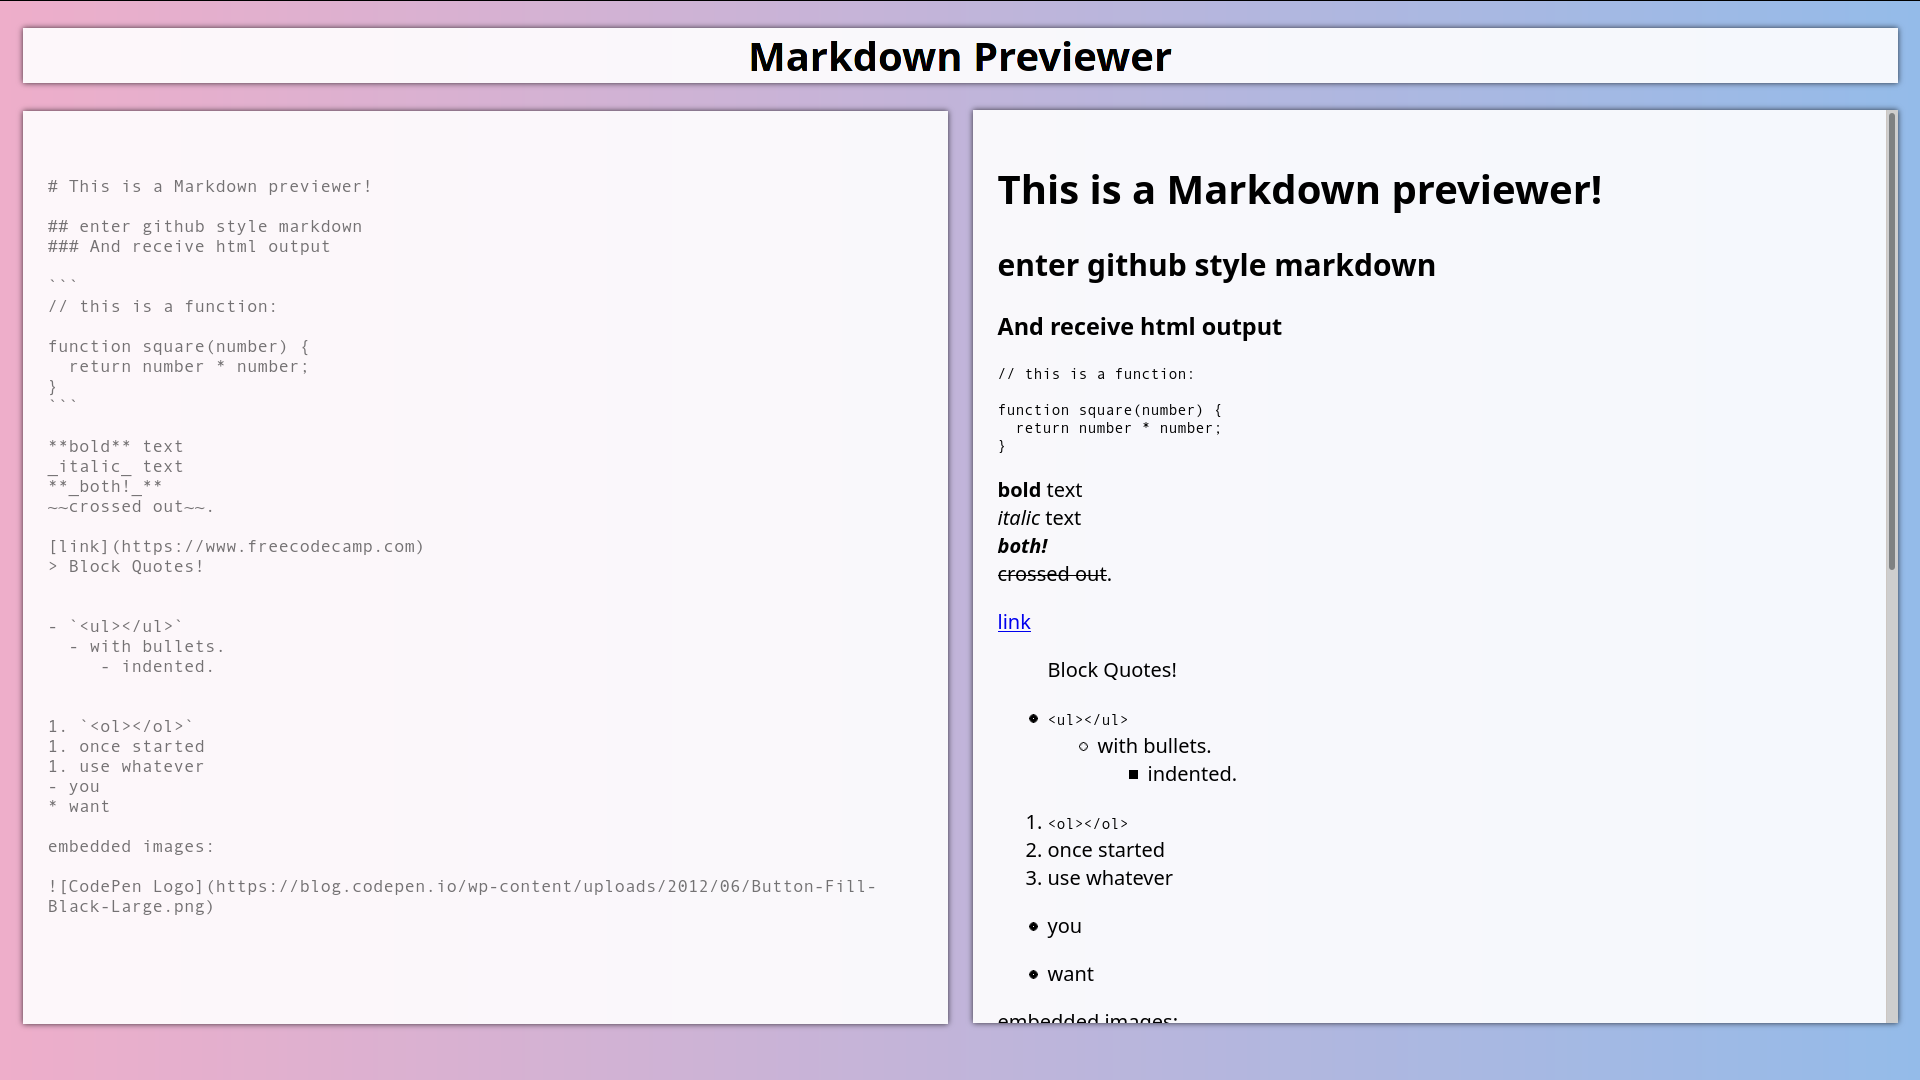 Markdown Previewer
# This is a Markdown previewer!
## enter github style markdown
### And receive html output
```
// this is a function:
function square(number) {
  return number * number;
}
```
**bold** text
_italic_ text
**_both!_**
~~crossed out~~.
[link](https://www.freecodecamp.com)
> Block Quotes!
- `<ul></ul>`
  - with bullets.
     - indented.
1. `<ol></ol>`
1. once started
1. use whatever
- you
* want
embedded images:
![CodePen Logo](https://blog.codepen.io/wp-content/uploads/2012/06/Button-Fill-
Black-Large.png)
This is a Markdown previewer!
enter github style markdown
And receive html output
// this is a function:
function square(number) {
  return number * number;
}
bold text
italic text
both!
crossed out.
link
Block Quotes!
<ul></ul>
with bullets.
indented.
1. <ol></ol>
2. once started
3. use whatever
you
want
embedded images: